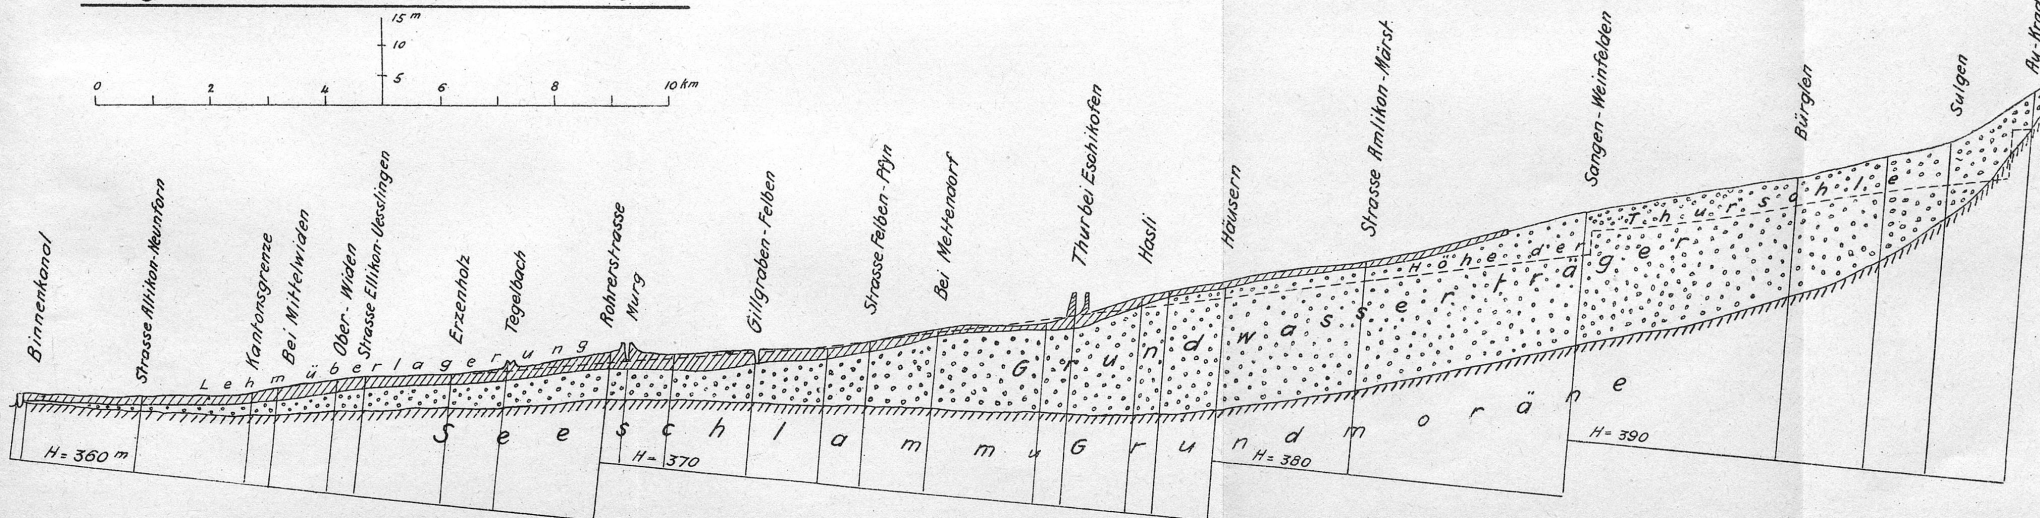 15 m
10
5
0 2 4 6 8 10 km
Binnenkanal
Strasse Altikon-Neunforn
Kantonsgrenze
Bei Mittelwiden
Ober-Widen
Strasse Ellikon-Uesslingen
Erzenholz
Tegelbach
Rohrerstrasse
Murg
Gillgraben-Felben
Strasse Felben-Pfyn
Bei Mettendorf
Thur bei Eschikofen
Hasli
Häusern
Strasse Amlikon-Märst.
Sangen-Weinfelden
Bürglen
Sulgen
Lehmüberlagerung
Höhe der Thursohle
Grundwasserträger
Seeschlamm u Grundmoräne
H = 360 m
H = 370
H = 380
H = 390